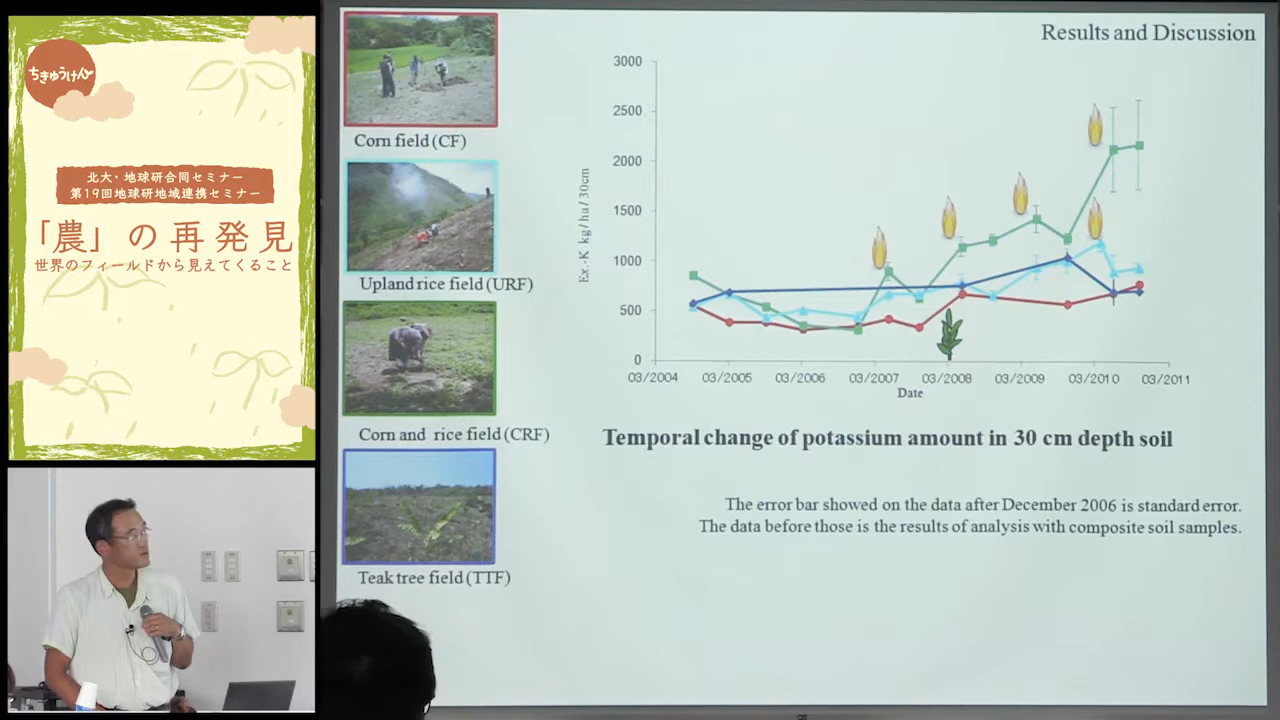 ちきゅうけん
北大・地球研合同セミナー
第19回地球研地域連携セミナー
「農」の再発見
世界のフィールドから見えてくること
Results and Discussion
Corn field (CF)
Upland rice field (URF)
Corn and rice field (CRF)
Teak tree field (TTF)
Ex.-K kg/ha/30cm
3000
2500
2000
1500
1000
500
0
03/2004 03/2005 03/2006 03/2007 03/2008 03/2009 03/2010 03/2011
Date
Temporal change of potassium amount in 30 cm depth soil
The error bar showed on the data after December 2006 is standard error.
The data before those is the results of analysis with composite soil samples.